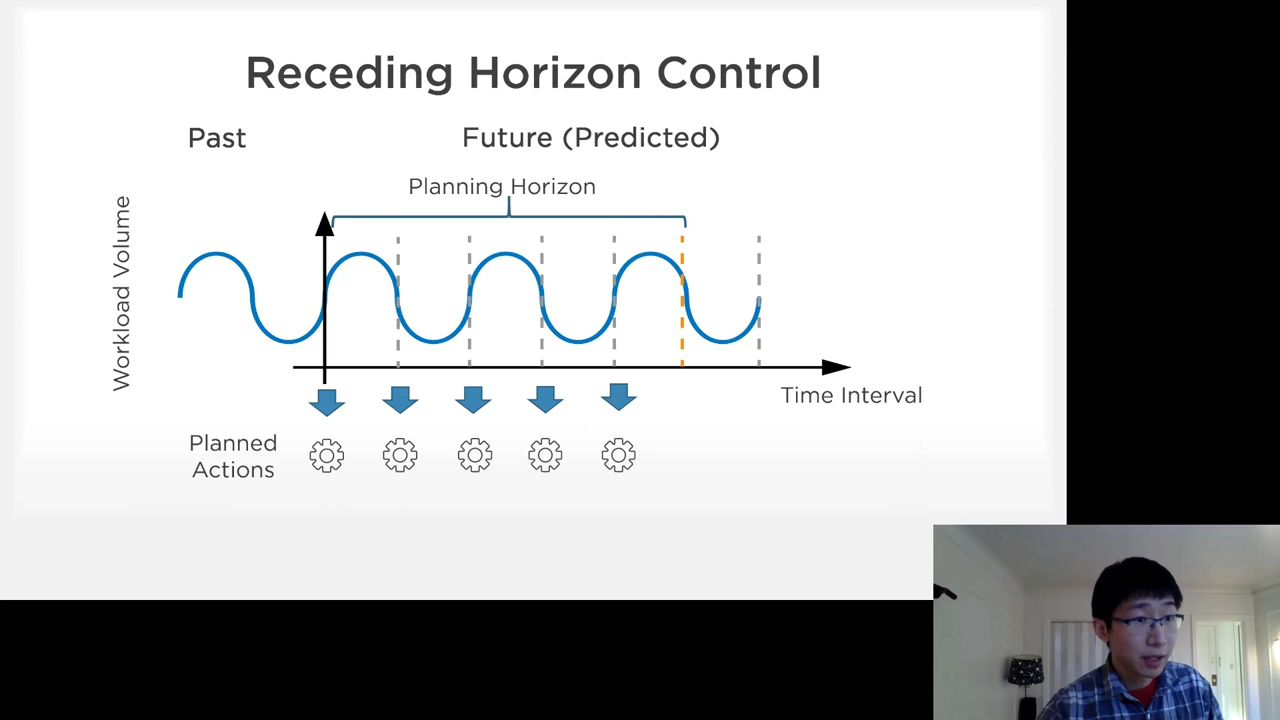 Receding Horizon Control
Past
Future (Predicted)
Planning Horizon
Workload Volume
Time Interval
Planned
Actions